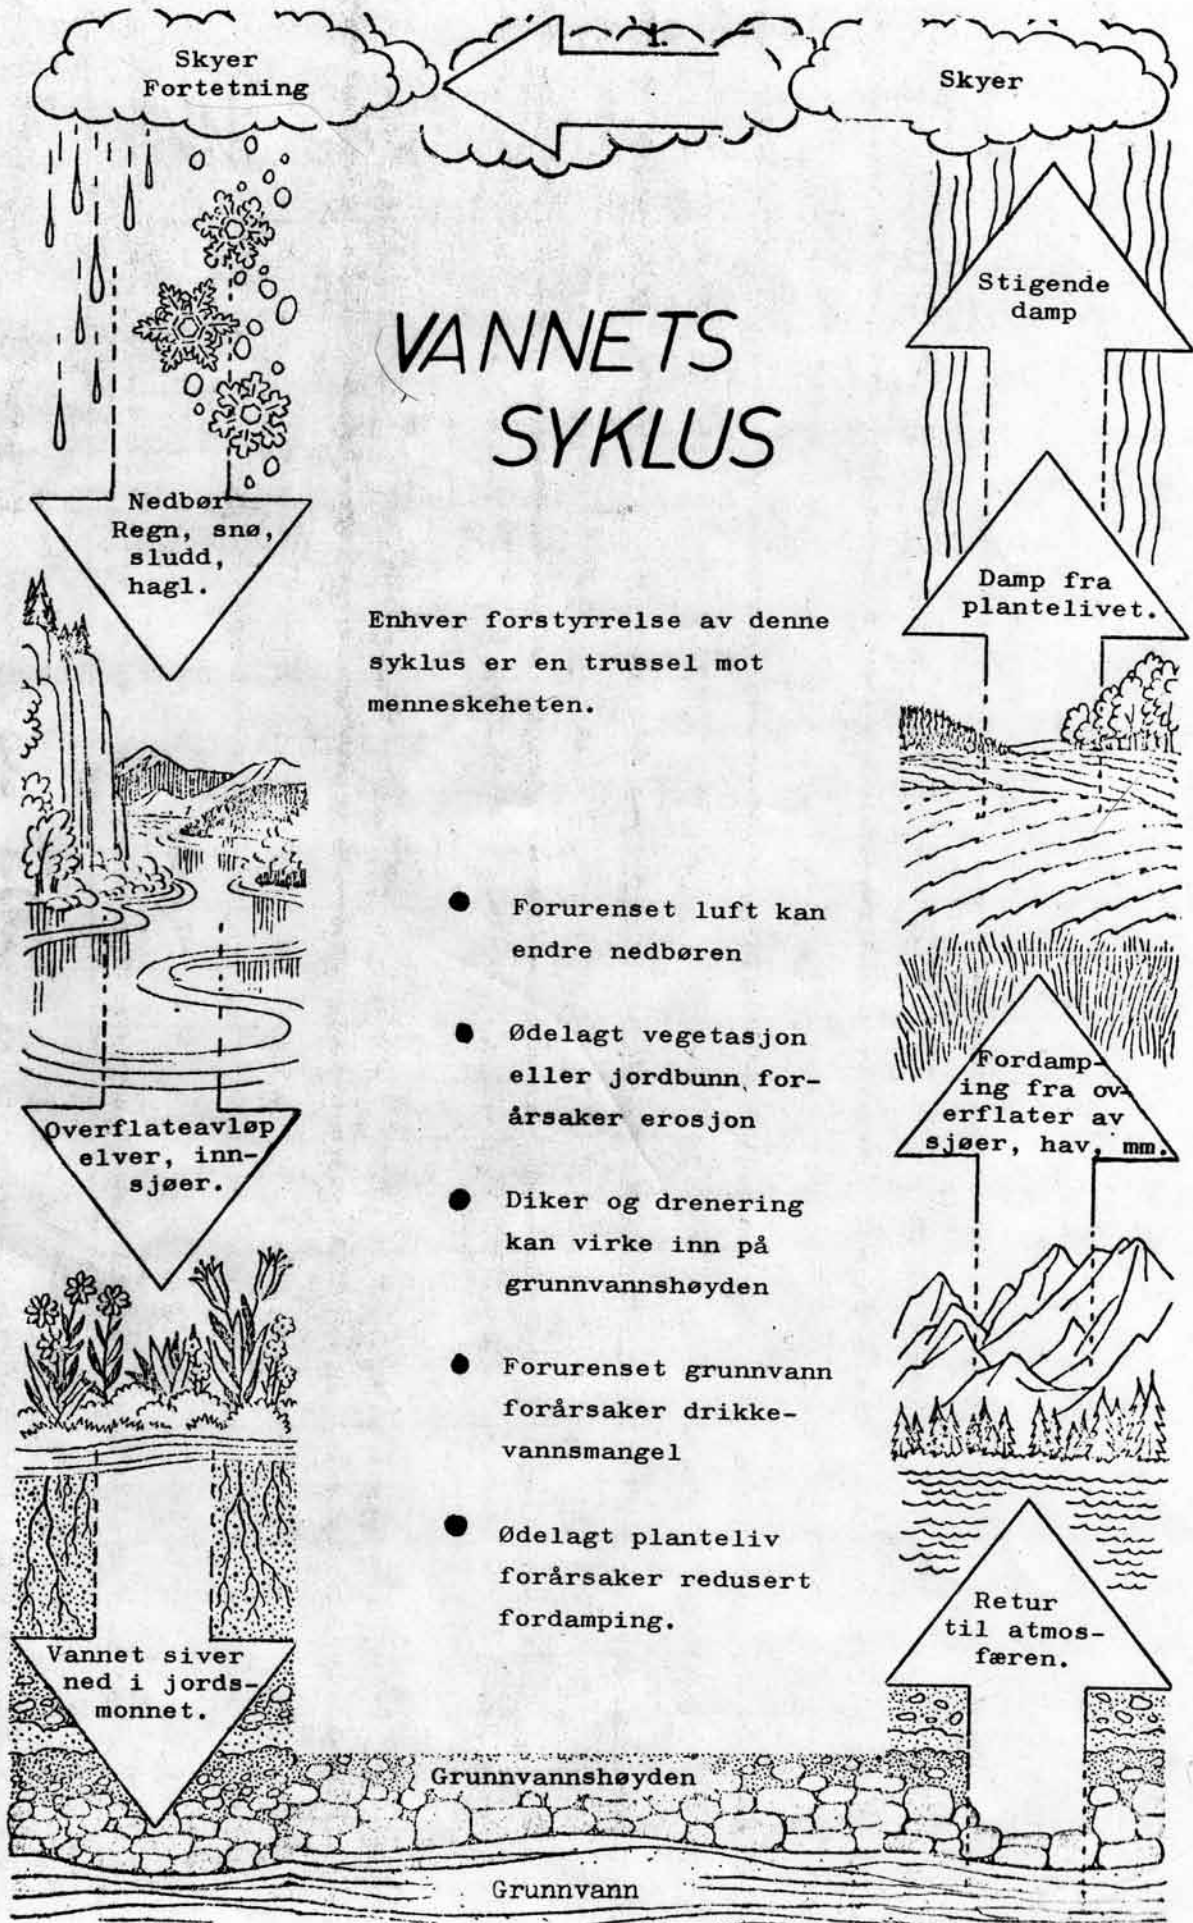 Skyer
Fortetning
1.
Skyer
VANNETS
SYKLUS
Stigende
damp
Nedbør
Regn, snø,
sludd,
hagl.
Damp fra
plantelivet.
Enhver forstyrrelse av denne
syklus er en trussel mot
menneskeheten.
● Forurenset luft kan
endre nedbøren
● Ødelagt vegetasjon
eller jordbunn for-
årsaker erosjon
● Diker og drenering
kan virke inn på
grunnvannshøyden
● Forurenset grunnvann
forårsaker drikke-
vannsmangel
● Ødelagt planteliv
forårsaker redusert
fordamping.
Overflateavløp
elver, inn-
sjøer.
Fordamp-
ing fra ov-
erflater av
sjøer, hav, mm.
Vannet siver
ned i jords-
monnet.
Retur
til atmos-
færen.
Grunnvannshøyden
Grunnvann